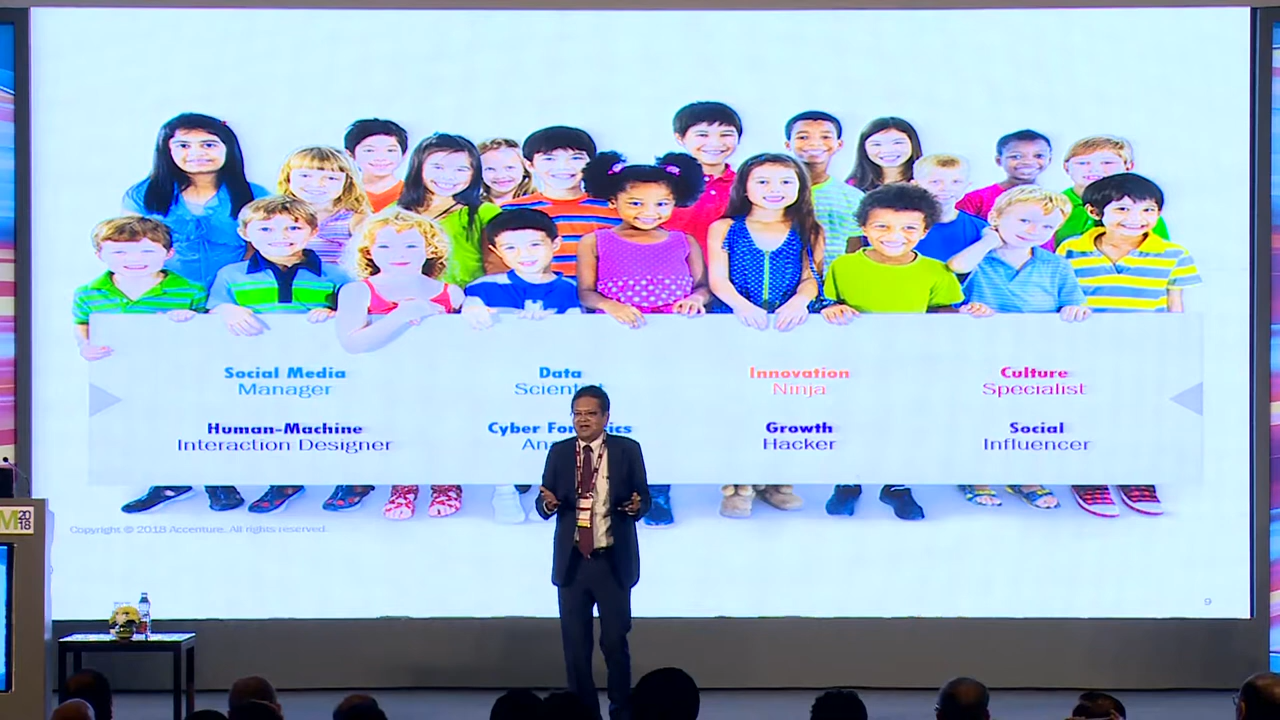 Social Media
Manager
Data
Innovation
Ninja
Culture
Specialist
Human-Machine
Interaction Designer
Cyber
Growth
Hacker
Social
Influencer
Copyright © 2018 Accenture. All rights reserved.
9
M 2018